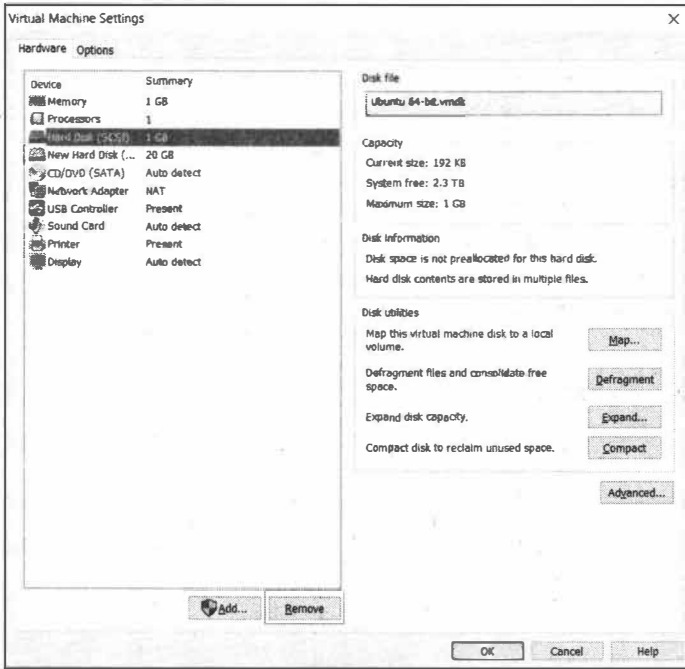 Virtual Machine Settings
Hardware Options
Device Summary
Memory 1 GB
Processors 1
Hard Disk (SCSI) 1 GB
New Hard Disk (... 20 GB
CD/DVD (SATA) Auto detect
Network Adapter NAT
USB Controller Present
Sound Card Auto detect
Printer Present
Display Auto detect
Add... Remove
Disk file
Ubuntu 64-bit.vmdk
Capacity
Current size: 192 KB
System free: 2.3 TB
Maximum size: 1 GB
Disk information
Disk space is not preallocated for this hard disk.
Hard disk contents are stored in multiple files.
Disk utilities
Map this virtual machine disk to a local
volume.
Map...
Defragment files and consolidate free
space.
Defragment
Expand disk capacity.
Expand...
Compact disk to reclaim unused space.
Compact
Advanced...
OK Cancel Help